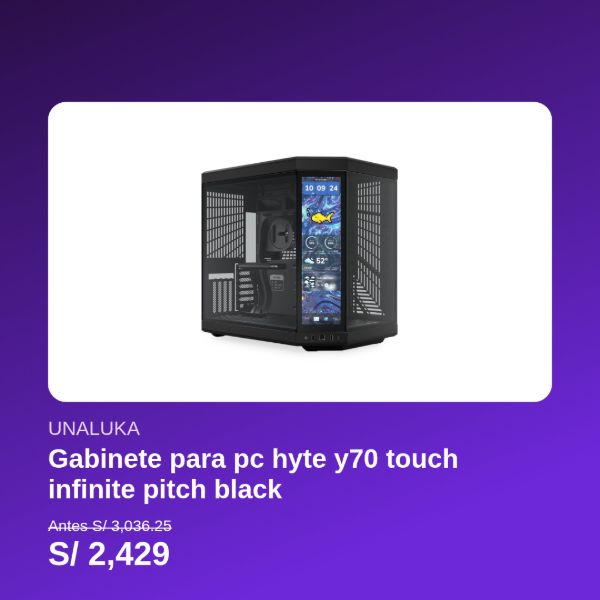 10 09 24
52°
UNALUKA
Gabinete para pc hyte y70 touch
infinite pitch black
Antes S/ 3,036.25
S/ 2,429